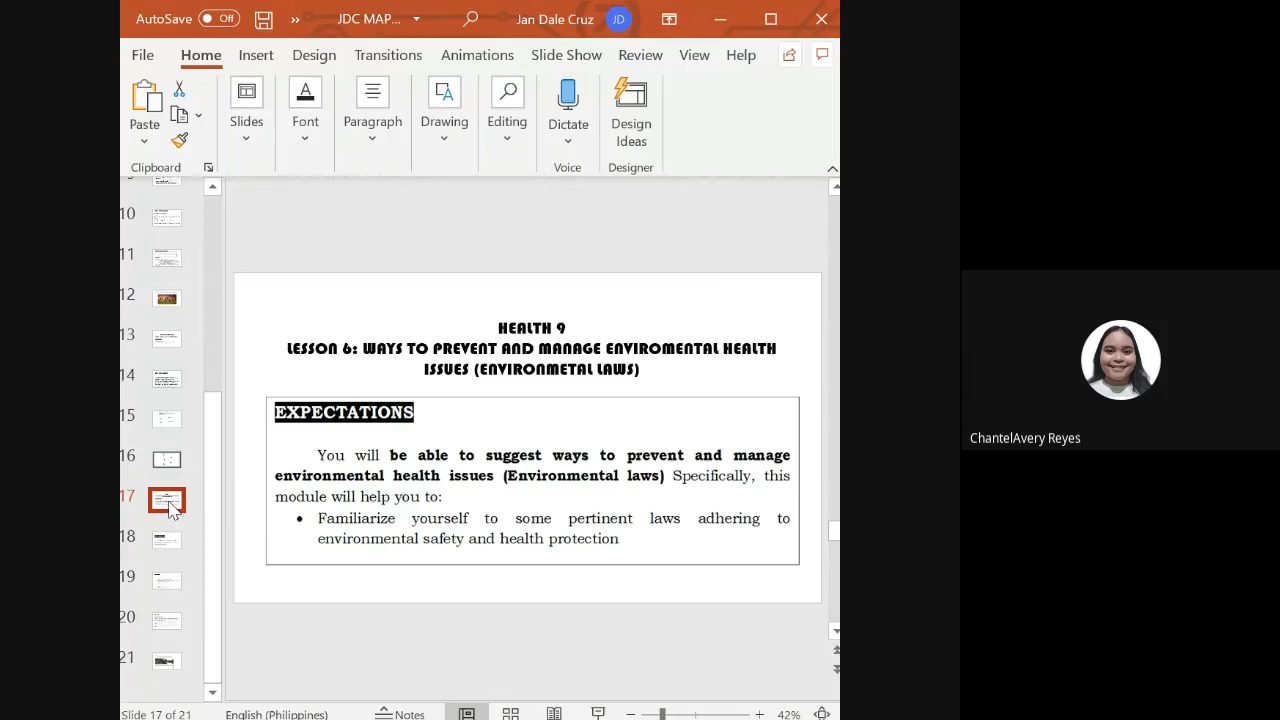 AutoSave Off JDC MAP... Jan Dale Cruz JD
File Home Insert Design Transitions Animations Slide Show Review View Help
Paste Slides Font Paragraph Drawing Editing Dictate Design Ideas
Clipboard Voice Designer
10
11
12
13
14
15
16
17
18
19
20
21
HEALTH 9
LESSON 6: WAYS TO PREVENT AND MANAGE ENVIROMENTAL HEALTH
ISSUES (ENVIRONMETAL LAWS)
EXPECTATIONS
You will be able to suggest ways to prevent and manage
environmental health issues (Environmental laws) Specifically, this
module will help you to:
• Familiarize yourself to some pertinent laws adhering to
environmental safety and health protection
ChantelAvery Reyes
Slide 17 of 21 English (Philippines) Notes 42%